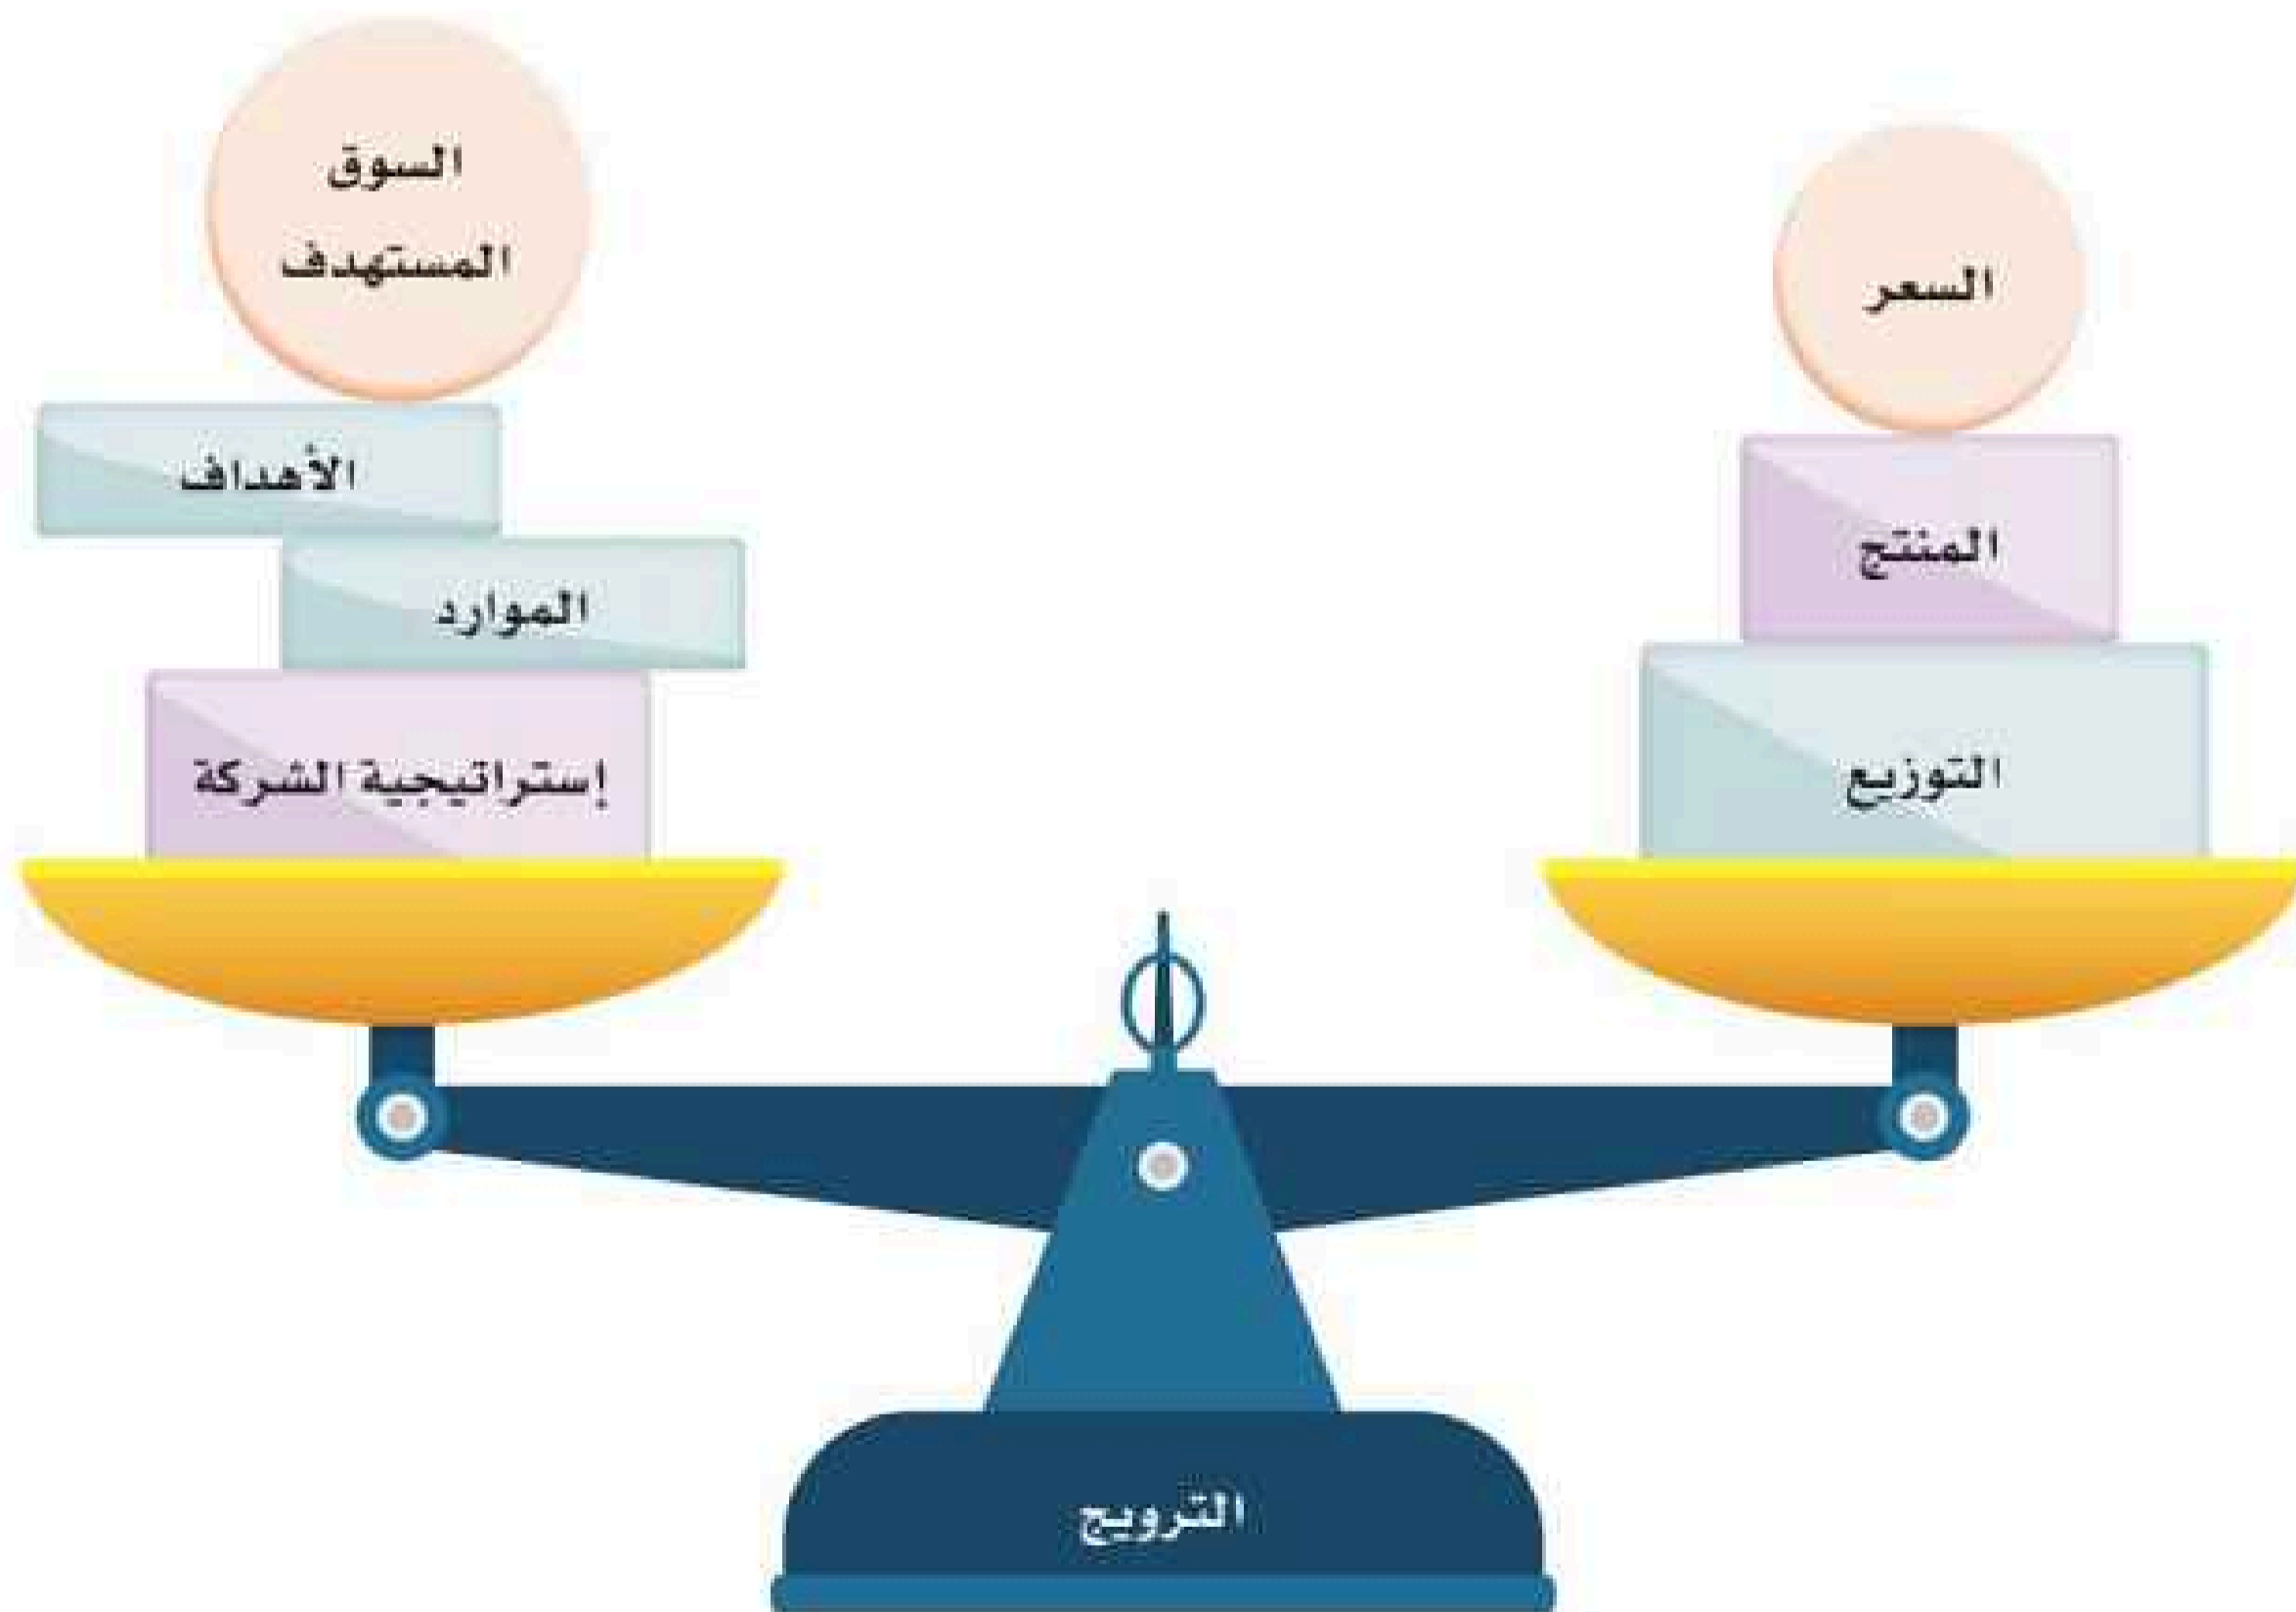 السوق
المستهدف
الأهداف
الموارد
إستراتيجية الشركة
السعر
المنتج
التوزيع
الترويج